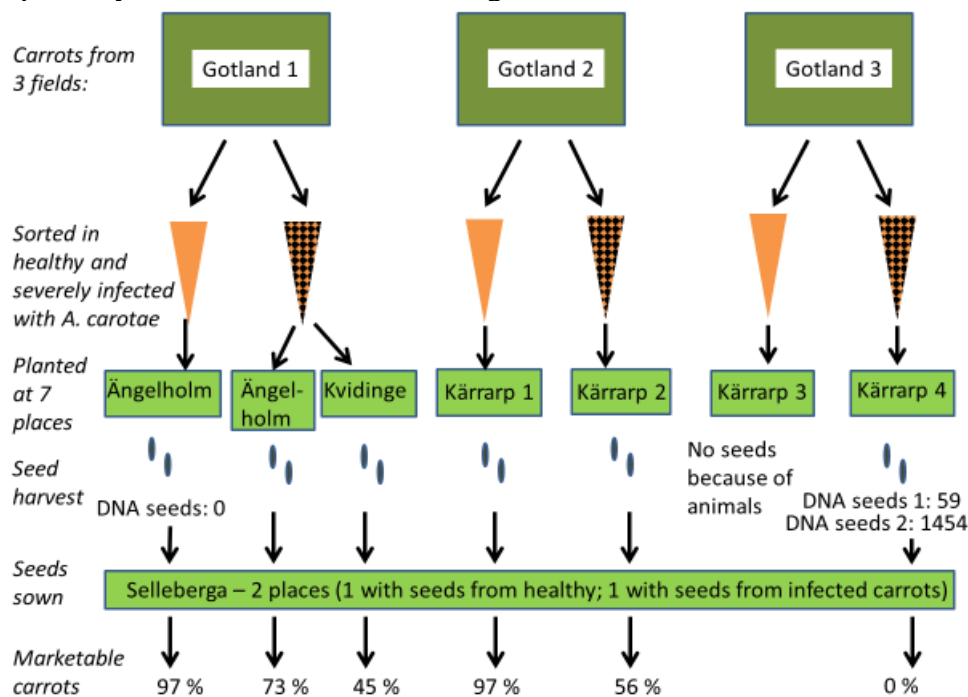 Carrots from
3 fields:
Gotland 1
Gotland 2
Gotland 3
Sorted in
healthy and
severely infected
with A. carotae
Planted
at 7
places
Ängelholm
Ängel-
holm
Kvidinge
Kärrarp 1
Kärrarp 2
Kärrarp 3
Kärrarp 4
Seed
harvest
DNA seeds: 0
No seeds
because of
animals
DNA seeds 1: 59
DNA seeds 2: 1454
Seeds
sown
Selleberga – 2 places (1 with seeds from healthy; 1 with seeds from infected carrots)
Marketable
carrots
97 %
73 %
45 %
97 %
56 %
0 %